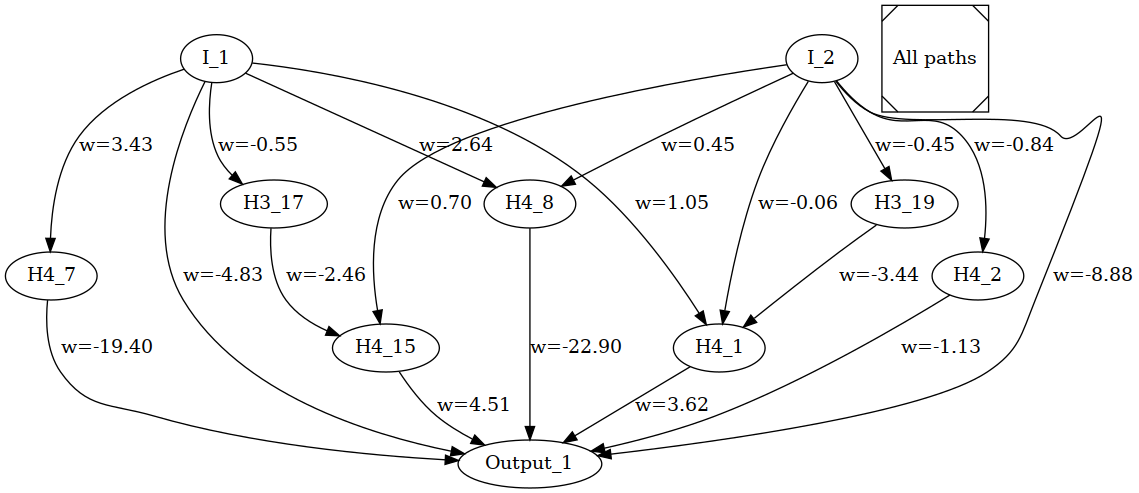 I_1
I_2
All paths
w=3.43
w=-0.55
w=2.64
w=0.45
w=-0.45
w=-0.84
H3_17
w=0.70
H4_8
w=1.05
w=-0.06
H3_19
H4_7
w=-4.83
w=-2.46
w=-3.44
H4_2
w=-8.88
w=-19.40
H4_15
w=-22.90
H4_1
w=-1.13
w=4.51
w=3.62
Output_1